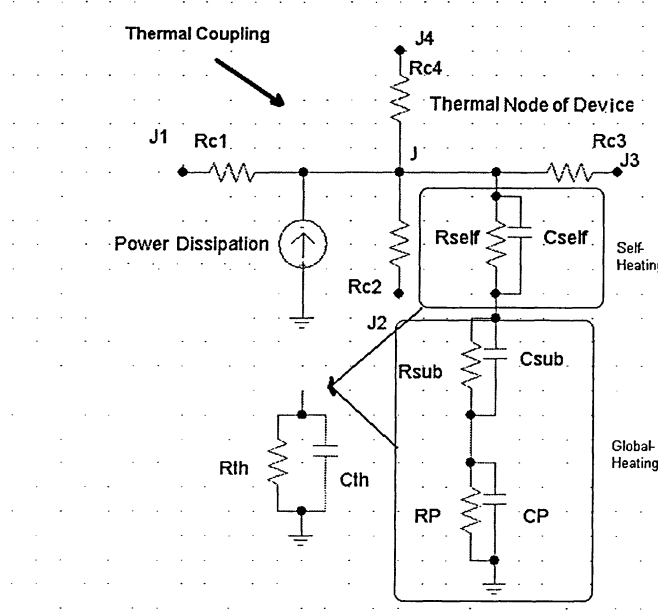 Thermal Coupling
J4
Rc4
Thermal Node of Device
J1
Rc1
J
Rc3
J3
Power Dissipation
Rself
Cself
Self-
Heating
Rc2
J2
Rsub
Csub
Rth
Cth
Global-
Heating
RP
CP